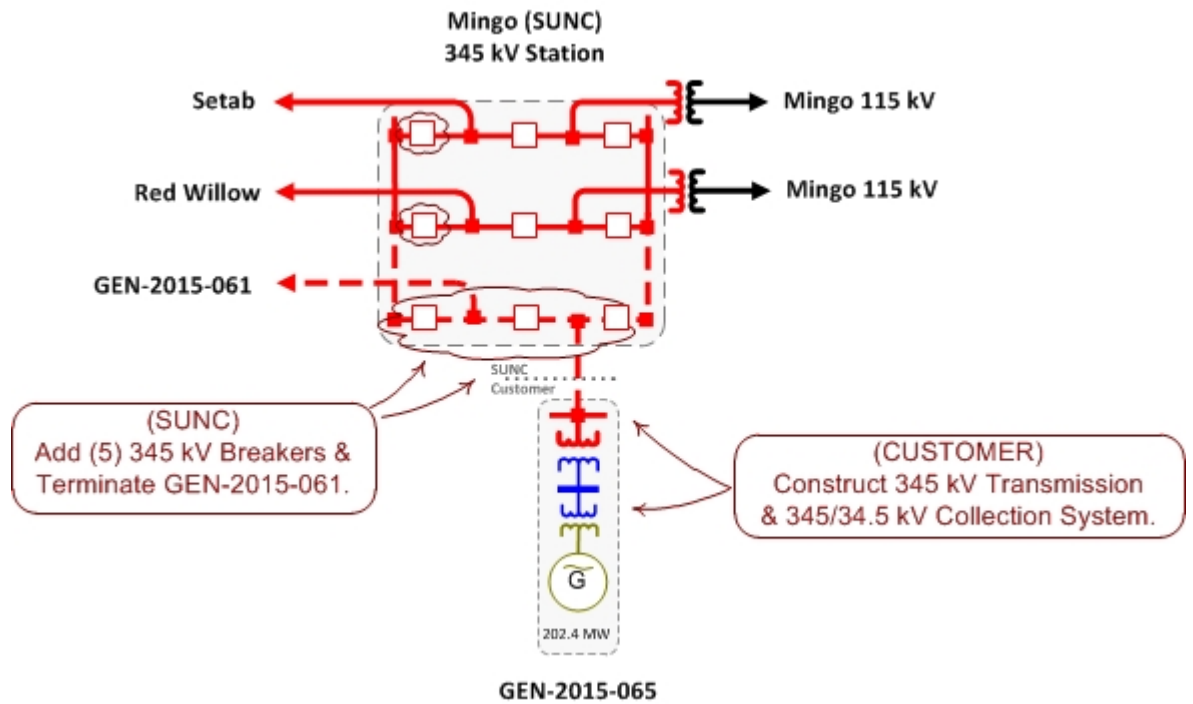 Mingo (SUNC)
345 kV Station
Setab
Mingo 115 kV
Red Willow
Mingo 115 kV
GEN-2015-061
SUNC
Customer
(SUNC)
Add (5) 345 kV Breakers &
Terminate GEN-2015-061.
(CUSTOMER)
Construct 345 kV Transmission
& 345/34.5 kV Collection System.
G
202.4 MW
GEN-2015-065